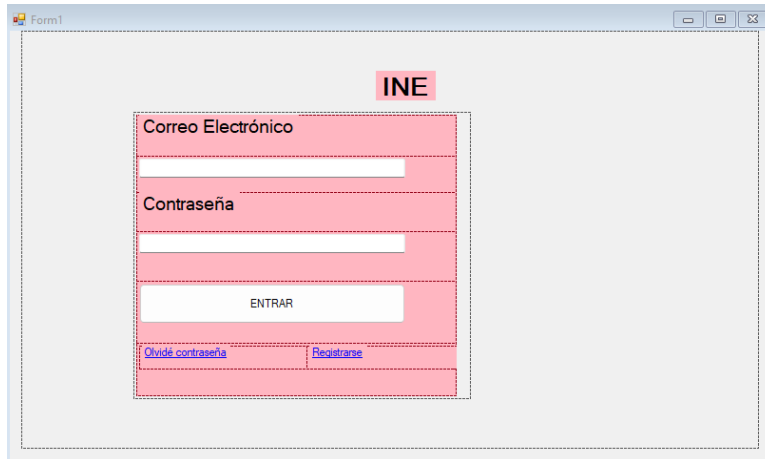 Form1
INE
Correo Electrónico
Contraseña
ENTRAR
Olvidé contraseña
Registrarse